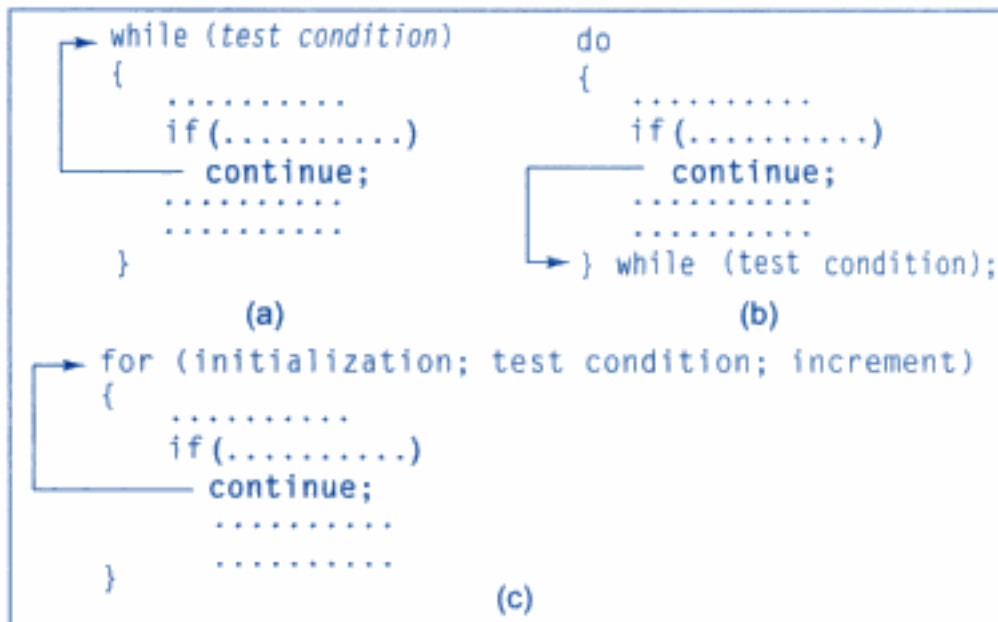 while (test condition)
{
..........
if(..........)
continue;
..........
..........
}
(a)
do
{
..........
if(..........)
continue;
..........
..........
} while (test condition);
(b)
for (initialization; test condition; increment)
{
..........
if(..........)
continue;
..........
..........
}
(c)